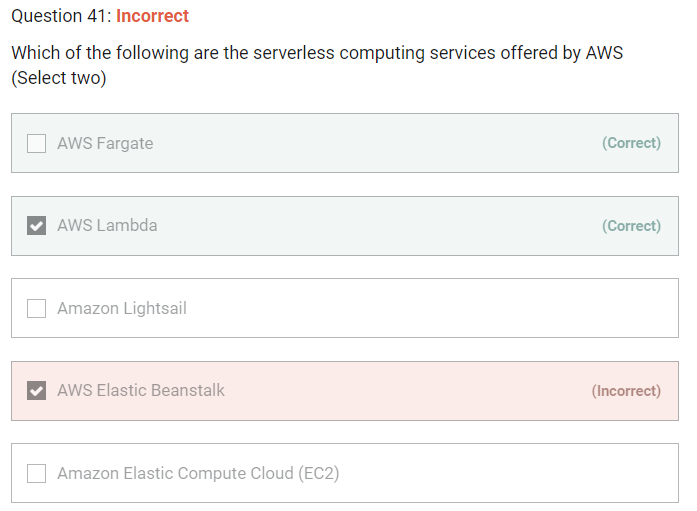 Question 41: Incorrect
Which of the following are the serverless computing services offered by AWS
(Select two)
AWS Fargate (Correct)
AWS Lambda (Correct)
Amazon Lightsail
AWS Elastic Beanstalk (Incorrect)
Amazon Elastic Compute Cloud (EC2)